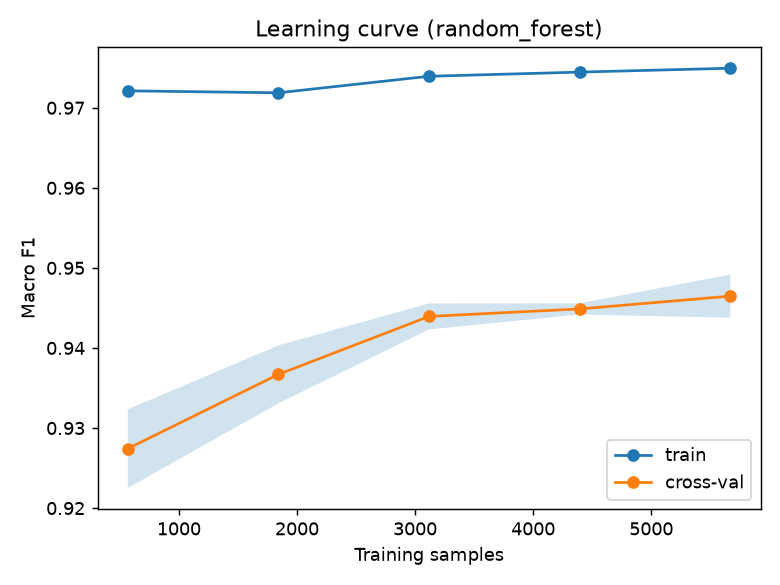 Learning curve (random_forest)
Macro F1
0.97
0.96
0.95
0.94
0.93
0.92
1000 2000 3000 4000 5000
Training samples
train
cross-val